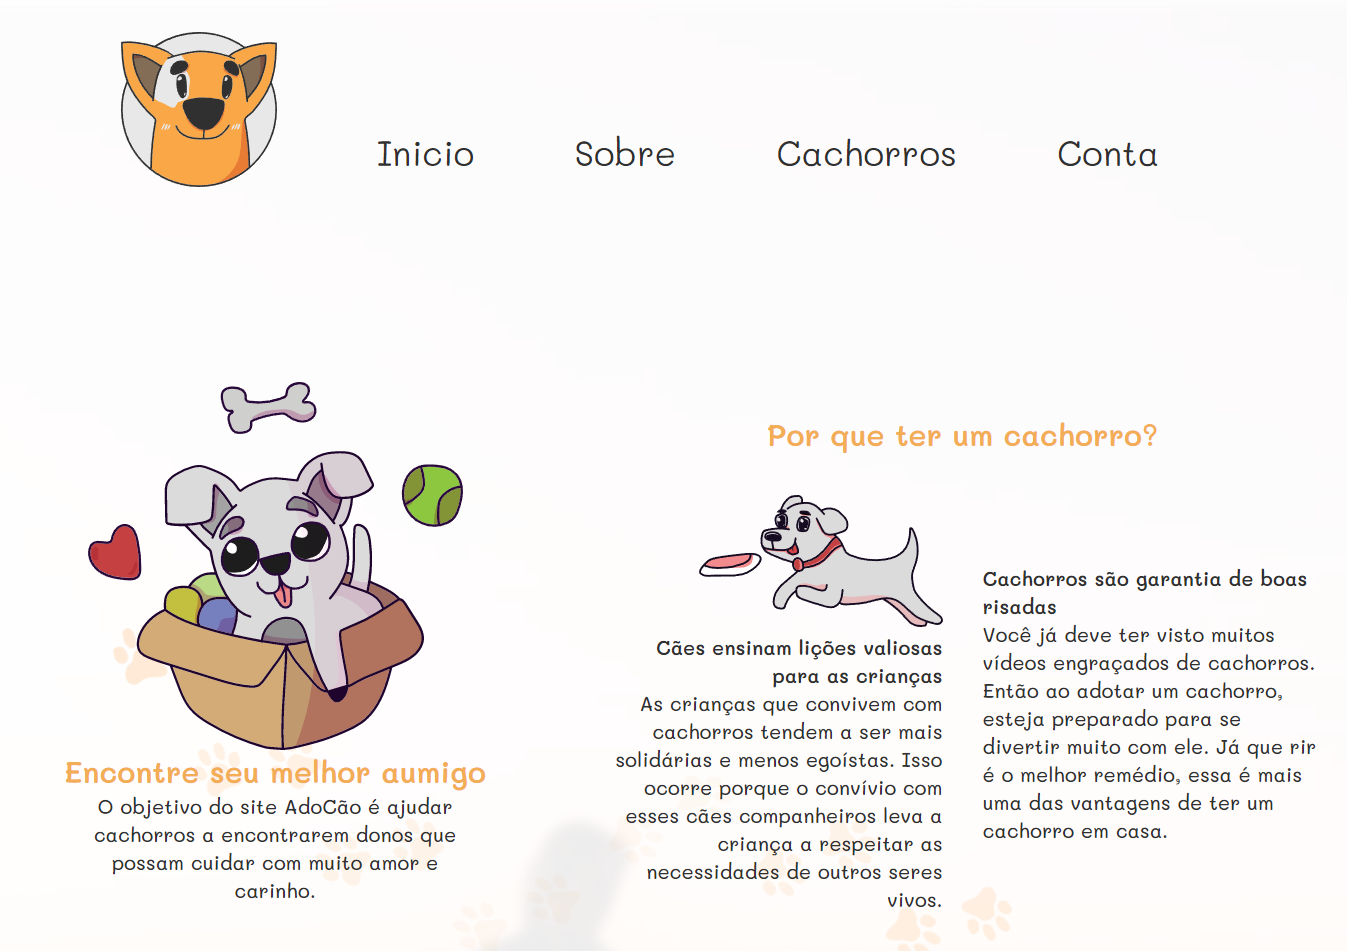 Inicio
Sobre
Cachorros
Conta
Encontre seu melhor aumigo
O objetivo do site AdoCão é ajudar
cachorros a encontrarem donos que
possam cuidar com muito amor e
carinho.
Por que ter um cachorro?
Cães ensinam lições valiosas
para as crianças
As crianças que convivem com
cachorros tendem a ser mais
solidárias e menos egoístas. Isso
ocorre porque o convívio com
esses cães companheiros leva a
criança a respeitar as
necessidades de outros seres
vivos.
Cachorros são garantia de boas
risadas
Você já deve ter visto muitos
vídeos engraçados de cachorros.
Então ao adotar um cachorro,
esteja preparado para se
divertir muito com ele. Já que rir
é o melhor remédio, essa é mais
uma das vantagens de ter um
cachorro em casa.